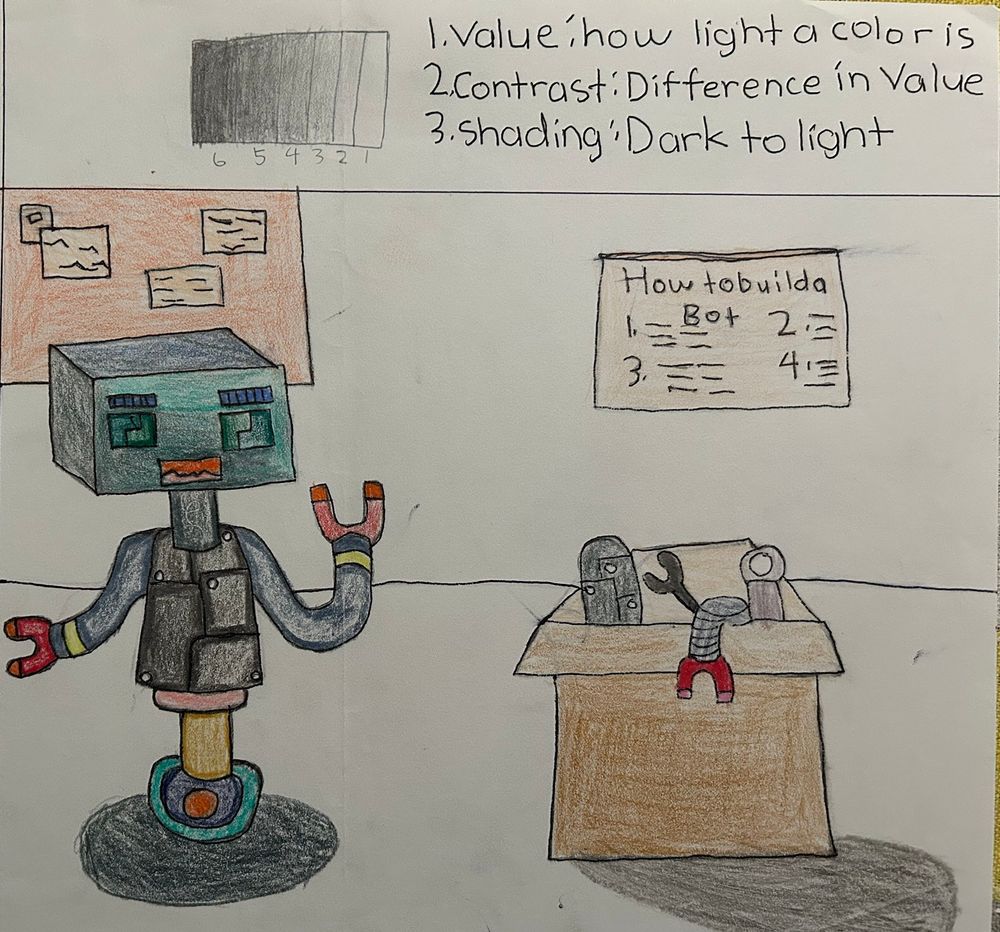 1. Value: how light a color is
2. Contrast: Difference in Value
3. Shading: Dark to light
6 5 4 3 2 1
How to build a
Bot
1. 2.
3. 4.